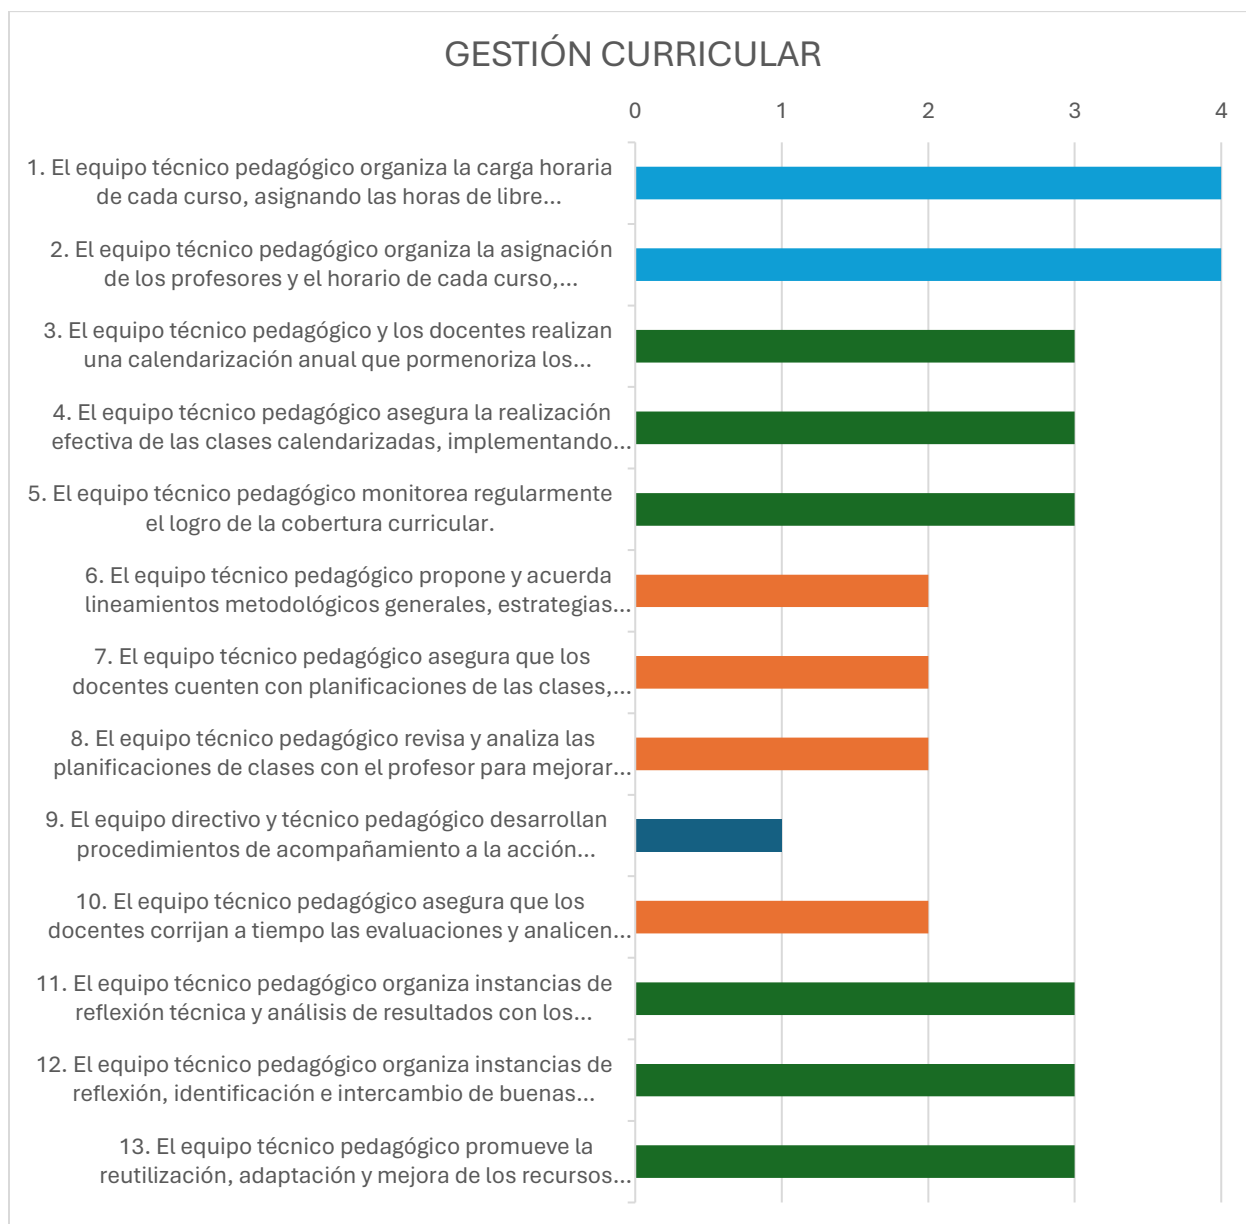 GESTIÓN CURRICULAR
0 1 2 3 4
1. El equipo técnico pedagógico organiza la carga horaria
de cada curso, asignando las horas de libre...
2. El equipo técnico pedagógico organiza la asignación
de los profesores y el horario de cada curso,...
3. El equipo técnico pedagógico y los docentes realizan
una calendarización anual que pormenoriza los...
4. El equipo técnico pedagógico asegura la realización
efectiva de las clases calendarizadas, implementando...
5. El equipo técnico pedagógico monitorea regularmente
el logro de la cobertura curricular.
6. El equipo técnico pedagógico propone y acuerda
lineamientos metodológicos generales, estrategias...
7. El equipo técnico pedagógico asegura que los
docentes cuenten con planificaciones de las clases,...
8. El equipo técnico pedagógico revisa y analiza las
planificaciones de clases con el profesor para mejorar...
9. El equipo directivo y técnico pedagógico desarrollan
procedimientos de acompañamiento a la acción...
10. El equipo técnico pedagógico asegura que los
docentes corrijan a tiempo las evaluaciones y analicen...
11. El equipo técnico pedagógico organiza instancias de
reflexión técnica y análisis de resultados con los...
12. El equipo técnico pedagógico organiza instancias de
reflexión, identificación e intercambio de buenas...
13. El equipo técnico pedagógico promueve la
reutilización, adaptación y mejora de los recursos...